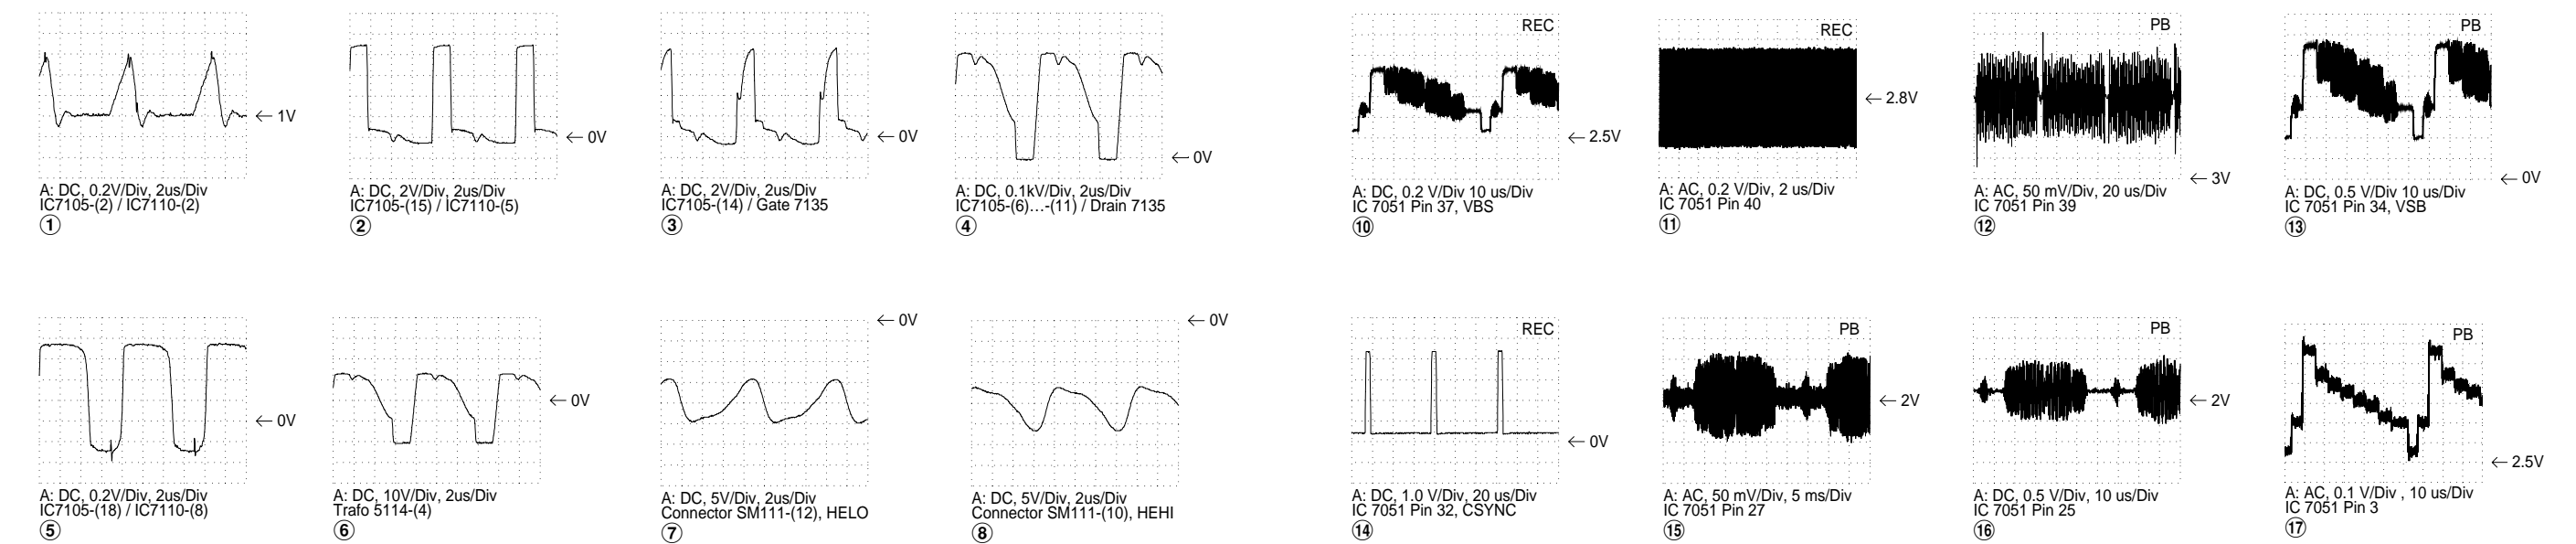 ← 1V
A: DC, 0.2V/Div, 2us/Div
IC7105-(2) / IC7110-(2)
①
← 0V
A: DC, 2V/Div, 2us/Div
IC7105-(15) / IC7110-(5)
②
← 0V
A: DC, 2V/Div, 2us/Div
IC7105-(14) / Gate 7135
③
← 0V
A: DC, 0.1kV/Div, 2us/Div
IC7105-(6)...-(11) / Drain 7135
④
REC
← 2.5V
A: DC, 0.2 V/Div 10 us/Div
IC 7051 Pin 37, VBS
⑩
REC
← 2.8V
A: AC, 0.2 V/Div, 2 us/Div
IC 7051 Pin 40
⑪
PB
← 3V
A: AC, 50 mV/Div, 20 us/Div
IC 7051 Pin 39
⑫
PB
← 0V
A: DC, 0.5 V/Div 10 us/Div
IC 7051 Pin 34, VSB
⑬
← 0V
A: DC, 0.2V/Div, 2us/Div
IC7105-(18) / IC7110-(8)
⑤
← 0V
A: DC, 10V/Div, 2us/Div
Trafo 5114-(4)
⑥
← 0V
A: DC, 5V/Div, 2us/Div
Connector SM111-(12), HELO
⑦
← 0V
A: DC, 5V/Div, 2us/Div
Connector SM111-(10), HEHI
⑧
REC
← 0V
A: DC, 1.0 V/Div, 20 us/Div
IC 7051 Pin 32, CSYNC
⑭
PB
← 2V
A: AC, 50 mV/Div, 5 ms/Div
IC 7051 Pin 27
⑮
PB
← 2V
A: DC, 0.5 V/Div, 10 us/Div
IC 7051 Pin 25
⑯
PB
← 2.5V
A: AC, 0.1 V/Div , 10 us/Div
IC 7051 Pin 3
⑰